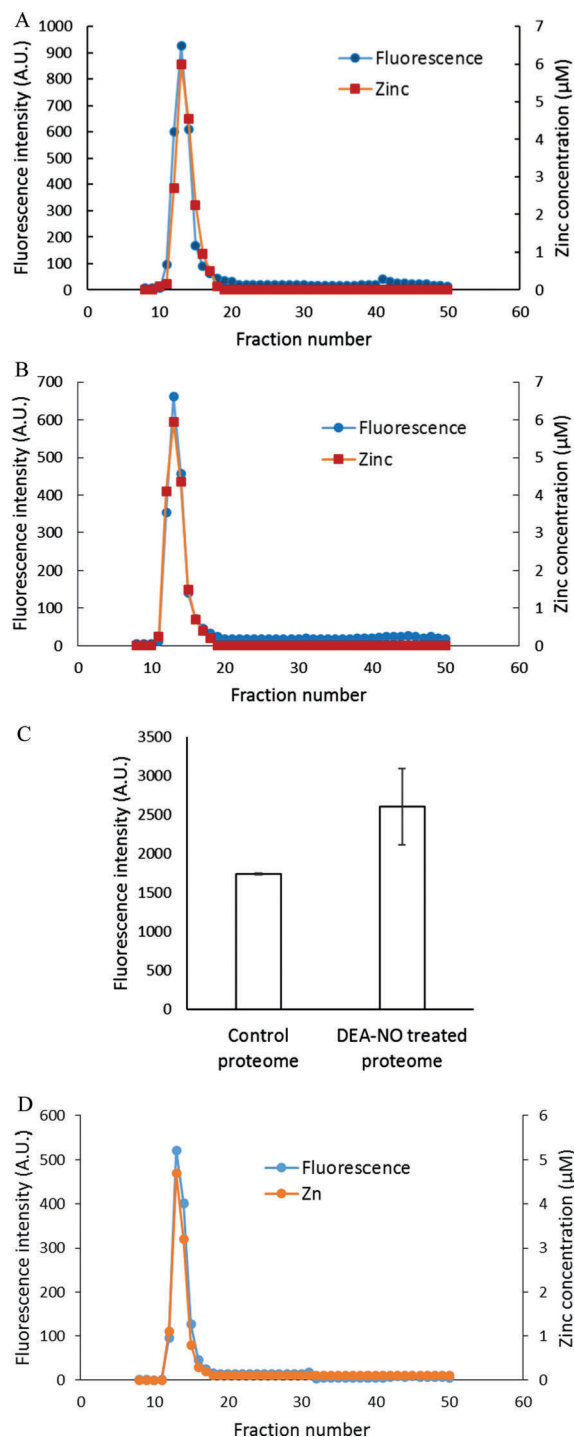 A
Fluorescence intensity (A.U.)
1000
900
800
700
600
500
400
300
200
100
0
Fluorescence
Zinc
7
6
5
4
3
2
1
0
Zinc concentration (µM)
0 10 20 30 40 50 60
Fraction number
B
Fluorescence intensity (A.U.)
700
600
500
400
300
200
100
0
Fluorescence
Zinc
7
6
5
4
3
2
1
0
Zinc concentration (µM)
0 10 20 30 40 50 60
Fraction number
C
Fluorescence intensity (A.U.)
3500
3000
2500
2000
1500
1000
500
0
Control
proteome
DEA-NO treated
proteome
D
Fluorescence intensity (A.U.)
600
500
400
300
200
100
0
Fluorescence
Zn
6
5
4
3
2
1
0
Zinc concentration (µM)
0 10 20 30 40 50 60
Fraction number